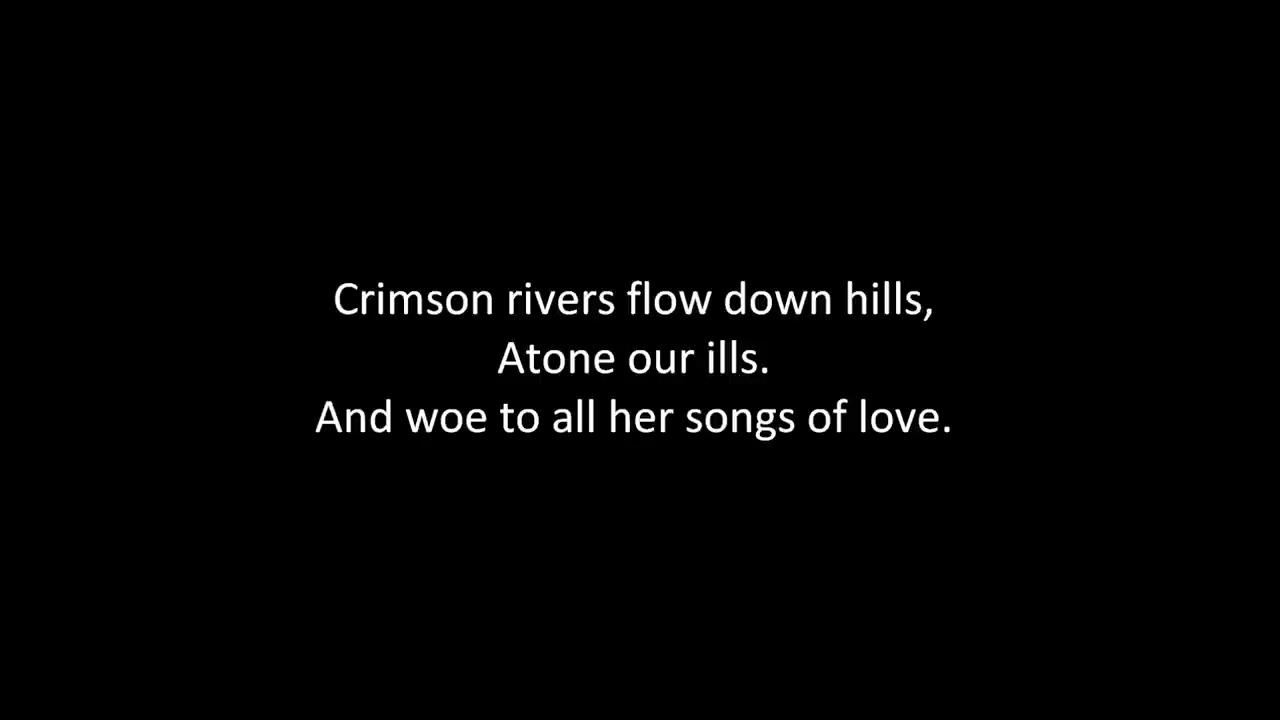 Crimson rivers flow down hills,
Atone our ills.
And woe to all her songs of love.